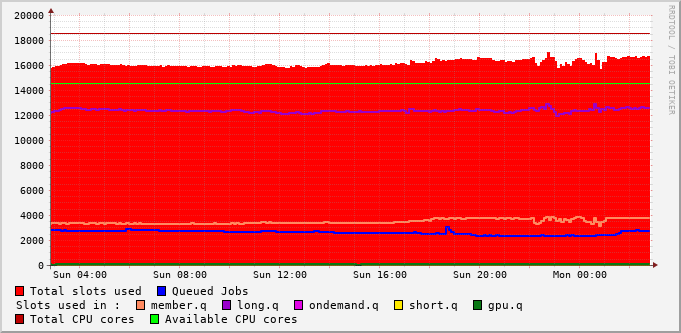 20000
18000
16000
14000
12000
10000
8000
6000
4000
2000
0
Sun 04:00 Sun 08:00 Sun 12:00 Sun 16:00 Sun 20:00 Mon 00:00
RRDTOOL / TOBI OETIKER
Total slots used Queued Jobs
Slots used in : member.q long.q ondemand.q short.q gpu.q
Total CPU cores Available CPU cores